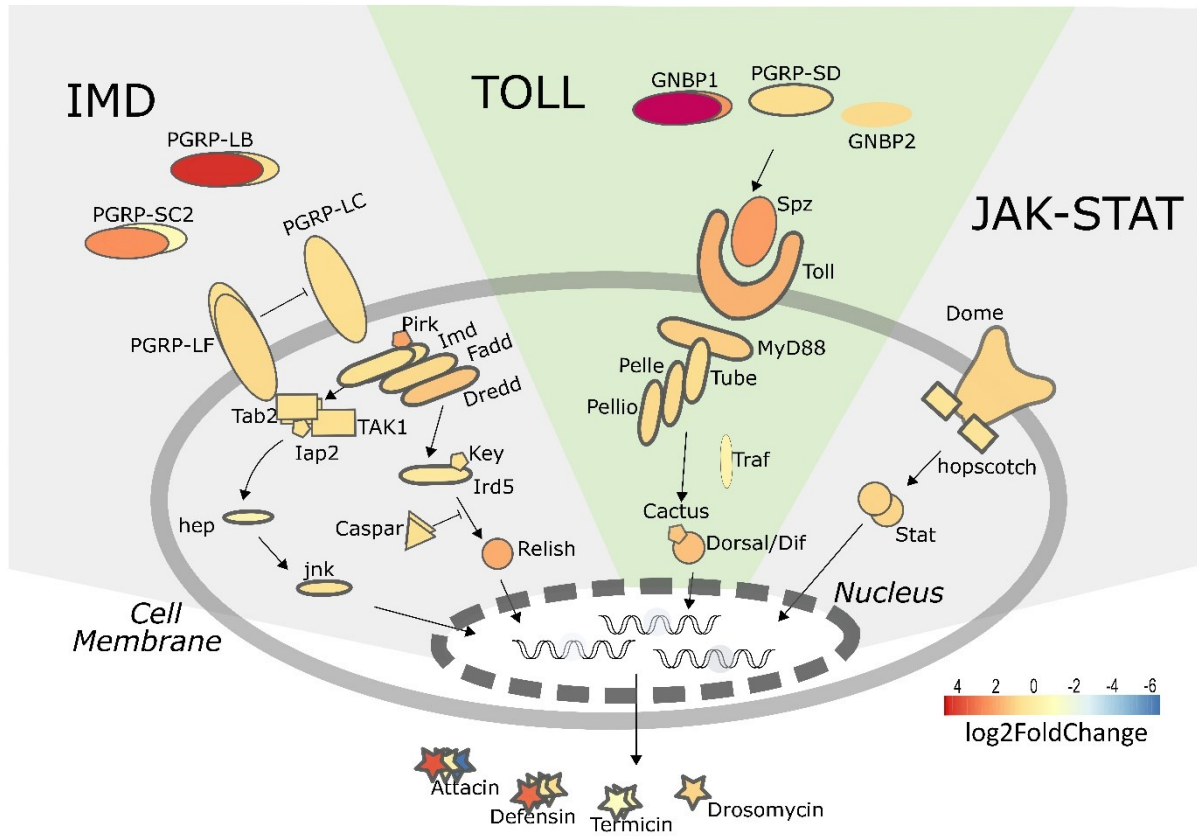 IMD
TOLL
JAK-STAT
GNBP1
PGRP-SD
GNBP2
PGRP-LB
PGRP-SC2
PGRP-LC
PGRP-LF
Spz
Toll
Dome
Pirk
Imd
Fadd
Dredd
MyD88
Tube
Pelle
Pellio
Tab2
TAK1
Iap2
Key
Ird5
Traf
hopscotch
hep
Caspar
Relish
Cactus
Dorsal/Dif
Stat
jnk
Cell
Membrane
Nucleus
4 2 0 -2 -4 -6
log2FoldChange
Attacin
Defensin
Termicin
Drosomycin